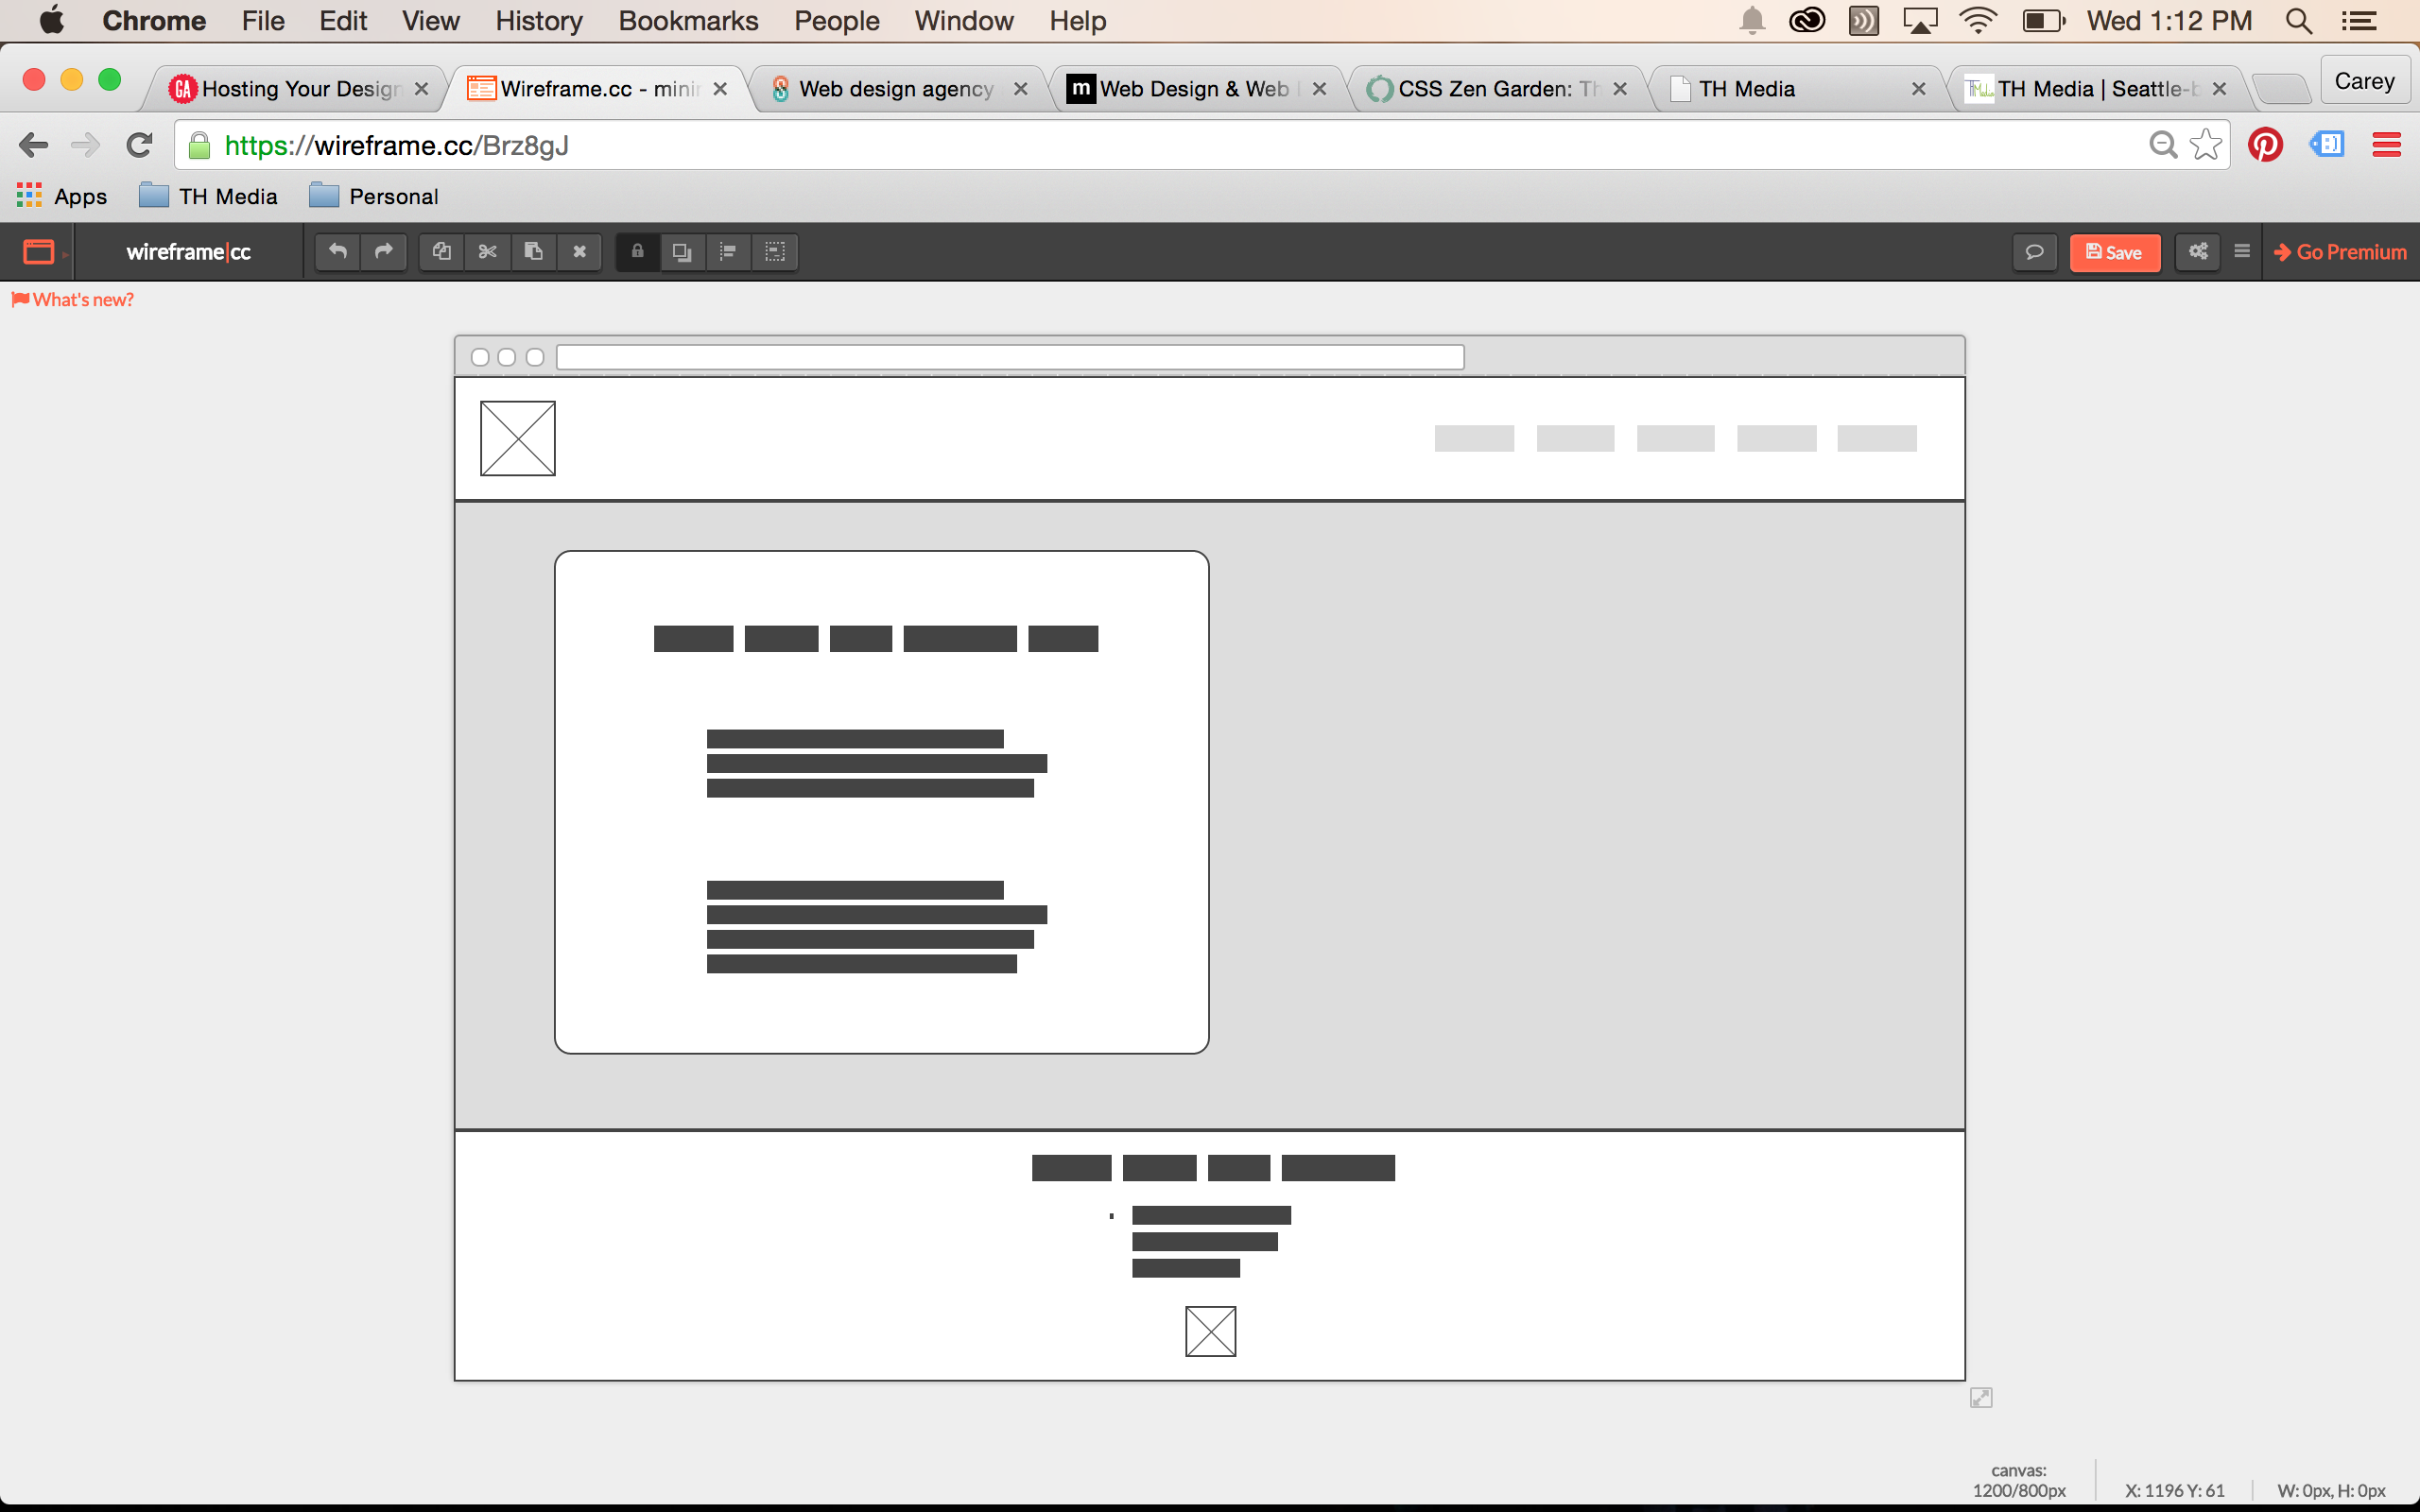 Chrome File Edit View History Bookmarks People Window Help Wed 1:12 PM
GA Hosting Your Design Wireframe.cc - mini Web design agency m Web Design & Web CSS Zen Garden: Th TH Media TH Media | Seattle-b Carey
https://wireframe.cc/Brz8gJ
Apps TH Media Personal
wireframe|cc Save Go Premium
What's new?
canvas:
1200/800px X: 1196 Y: 61 W: 0px, H: 0px